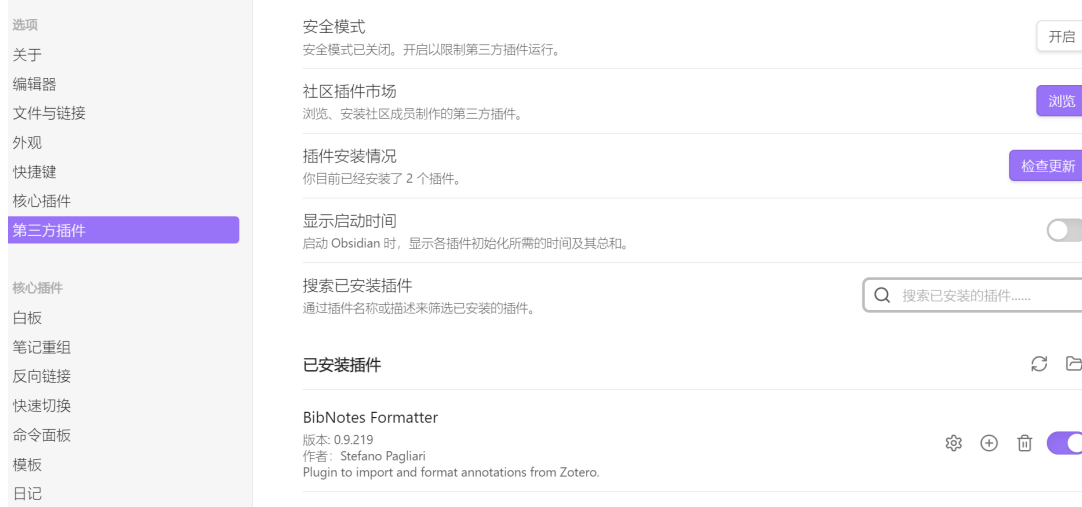 选项
关于
编辑器
文件与链接
外观
快捷键
核心插件
第三方插件
核心插件
白板
笔记重组
反向链接
快速切换
命令面板
模板
日记
安全模式
安全模式已关闭。开启以限制第三方插件运行。
开启
社区插件市场
浏览、安装社区成员制作的第三方插件。
浏览
插件安装情况
你目前已经安装了 2 个插件。
检查更新
显示启动时间
启动 Obsidian 时，显示各插件初始化所需的时间及其总和。
搜索已安装插件
通过插件名称或描述来筛选已安装的插件。
搜索已安装的插件......
已安装插件
BibNotes Formatter
版本: 0.9.219
作者： Stefano Pagliari
Plugin to import and format annotations from Zotero.